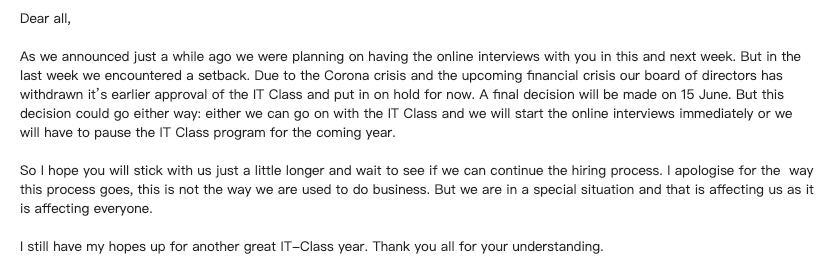 Dear all,
As we announced just a while ago we were planning on having the online interviews with you in this and next week. But in the
last week we encountered a setback. Due to the Corona crisis and the upcoming financial crisis our board of directors has
withdrawn it's earlier approval of the IT Class and put in on hold for now. A final decision will be made on 15 June. But this
decision could go either way: either we can go on with the IT Class and we will start the online interviews immediately or we
will have to pause the IT Class program for the coming year.
So I hope you will stick with us just a little longer and wait to see if we can continue the hiring process. I apologise for the  way
this process goes, this is not the way we are used to do business. But we are in a special situation and that is affecting us as it
is affecting everyone.
I still have my hopes up for another great IT-Class year. Thank you all for your understanding.